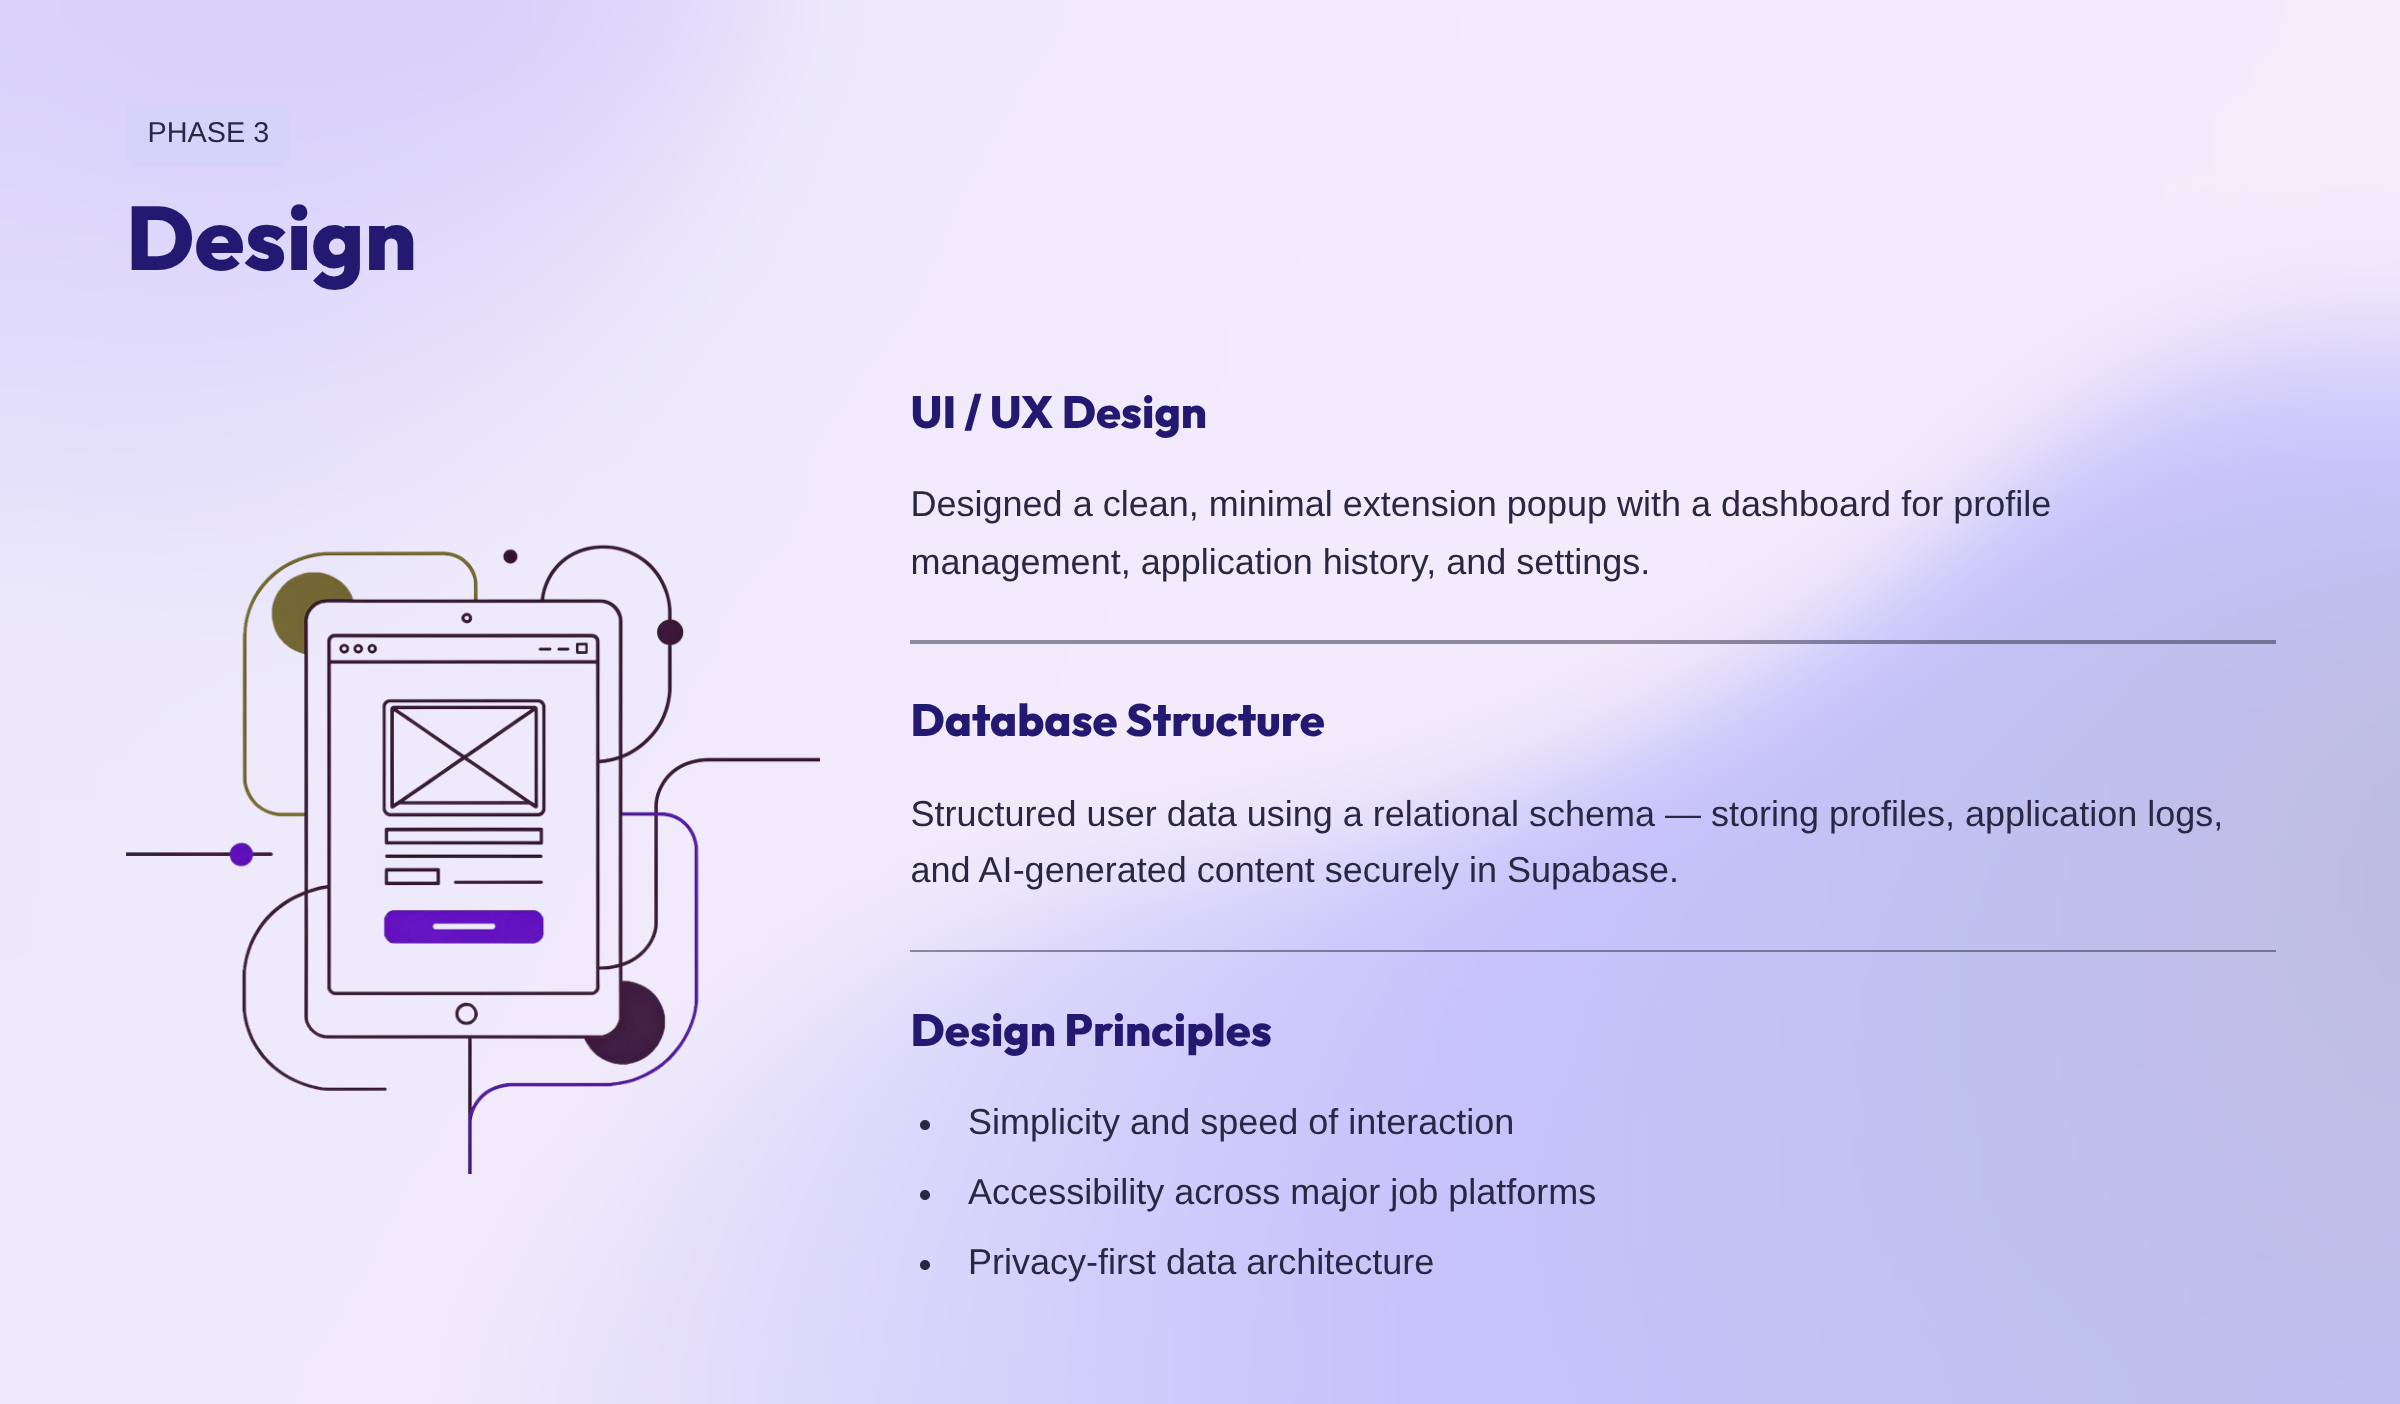 PHASE 3
Design
UI / UX Design
Designed a clean, minimal extension popup with a dashboard for profile
management, application history, and settings.
Database Structure
Structured user data using a relational schema — storing profiles, application logs,
and AI-generated content securely in Supabase.
Design Principles
• Simplicity and speed of interaction
• Accessibility across major job platforms
• Privacy-first data architecture